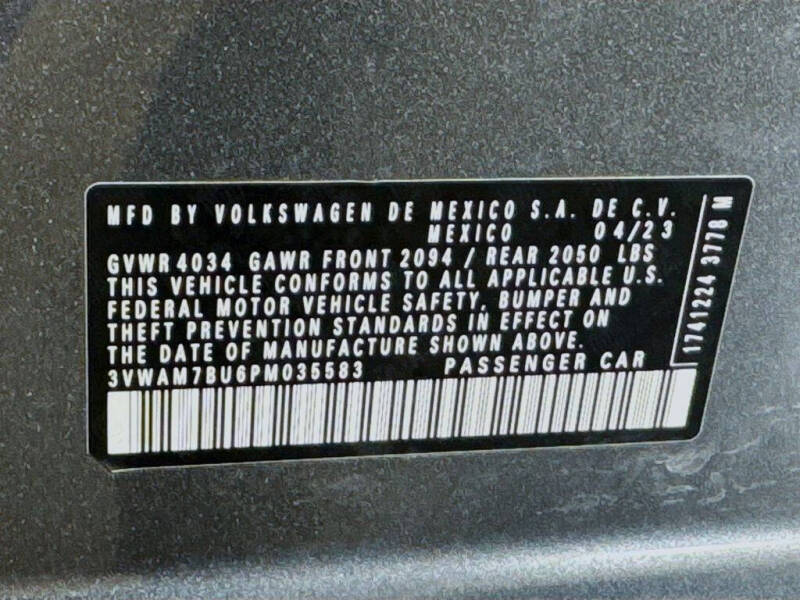 MFD BY VOLKSWAGEN DE MEXICO S.A. DE C.V.
MEXICO 04/23
GVWR 4034 GAWR FRONT 2094 / REAR 2050 LBS
THIS VEHICLE CONFORMS TO ALL APPLICABLE U.S.
FEDERAL MOTOR VEHICLE SAFETY, BUMPER AND
THEFT PREVENTION STANDARDS IN EFFECT ON
THE DATE OF MANUFACTURE SHOWN ABOVE.
3VWAM7BU6PM035583 PASSENGER CAR
1741224 3778 M